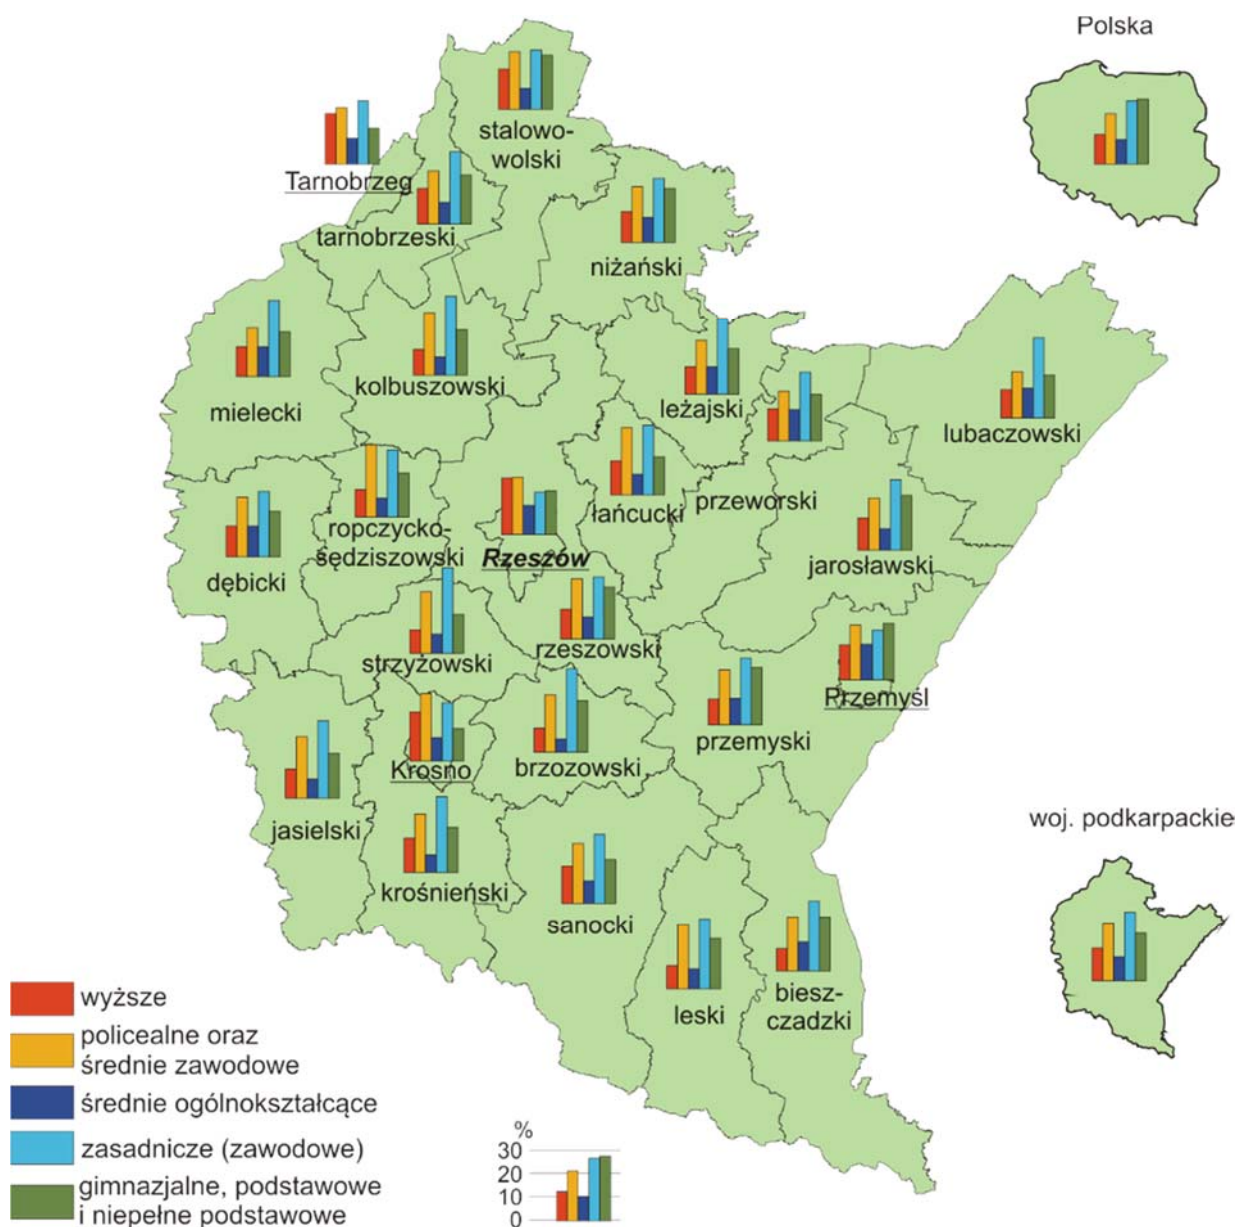 Polska
stalowo-
wolski
Tarnobrzeg
tarnobrzeski
niżański
mielecki
kolbuszowski
leżajski
lubaczowski
ropczycko-
sędziszowski
łańcucki
przeworski
Rzeszów
dębicki
jarosławski
strzyżowski
rzeszowski
Przemyśl
przemyski
Krosno
brzozowski
jasielski
woj. podkarpackie
krośnieński
sanocki
leski
biesz-
czadzki
wyższe
policealne oraz
średnie zawodowe
średnie ogólnokształcące
zasadnicze (zawodowe)
gimnazjalne, podstawowe
i niepełne podstawowe
%
30
20
10
0